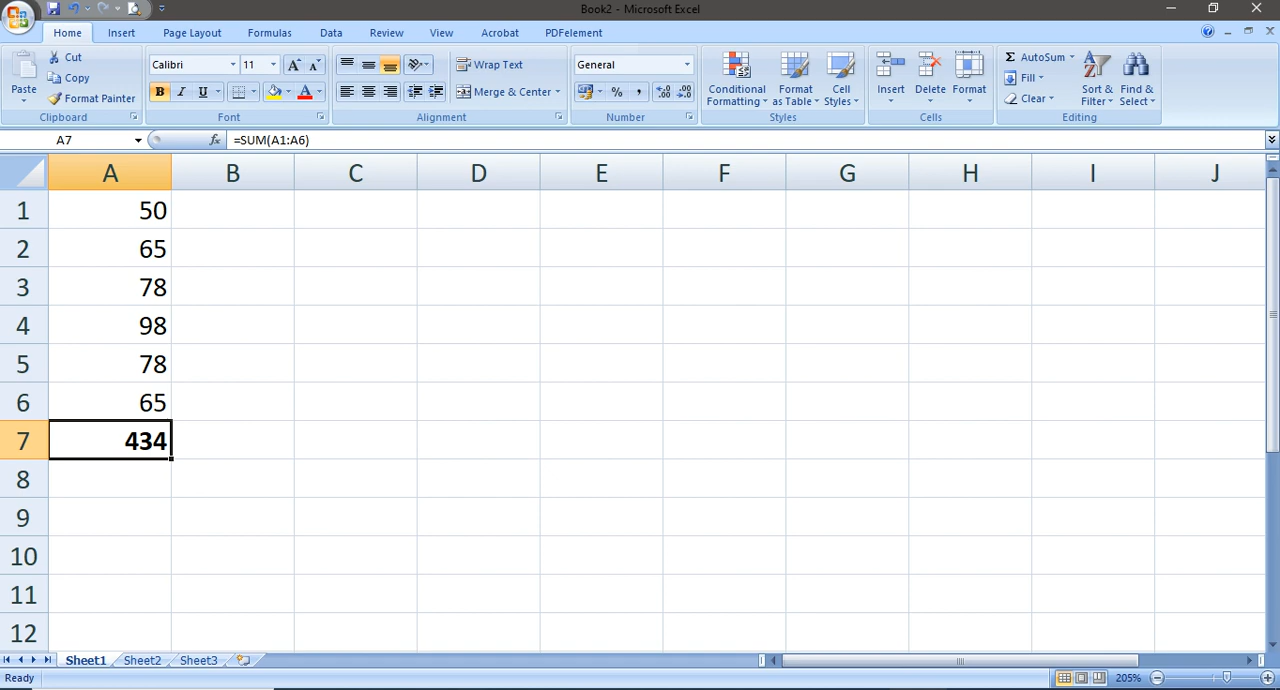 Book2 - Microsoft Excel
Home Insert Page Layout Formulas Data Review View Acrobat PDFelement
Paste
Cut
Copy
Format Painter
Clipboard
Calibri 11
B I U
Font
Wrap Text
Merge & Center
Alignment
General
% ,
Number
Conditional Formatting
Format as Table
Cell Styles
Styles
Insert
Delete
Format
Cells
Σ AutoSum
Fill
Clear
Sort & Filter
Find & Select
Editing
A7 fx =SUM(A1:A6)
A B C D E F G H I J
1 50
2 65
3 78
4 98
5 78
6 65
7 434
8
9
10
11
12
Sheet1 Sheet2 Sheet3
Ready 205%